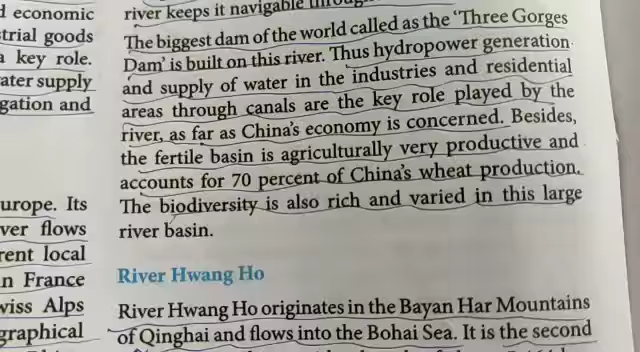 economic
trial goods
key role.
ater supply
gation and
urope. Its
ver flows
rent local
n France
wiss Alps
graphical
river keeps it navigable
The biggest dam of the world called as the ‘Three Gorges
Dam’ is built on this river. Thus hydropower generation
and supply of water in the industries and residential
areas through canals are the key role played by the
river, as far as China’s economy is concerned. Besides,
the fertile basin is agriculturally very productive and
accounts for 70 percent of China’s wheat production.
The biodiversity is also rich and varied in this large
river basin.
River Hwang Ho
River Hwang Ho originates in the Bayan Har Mountains
of Qinghai and flows into the Bohai Sea. It is the second